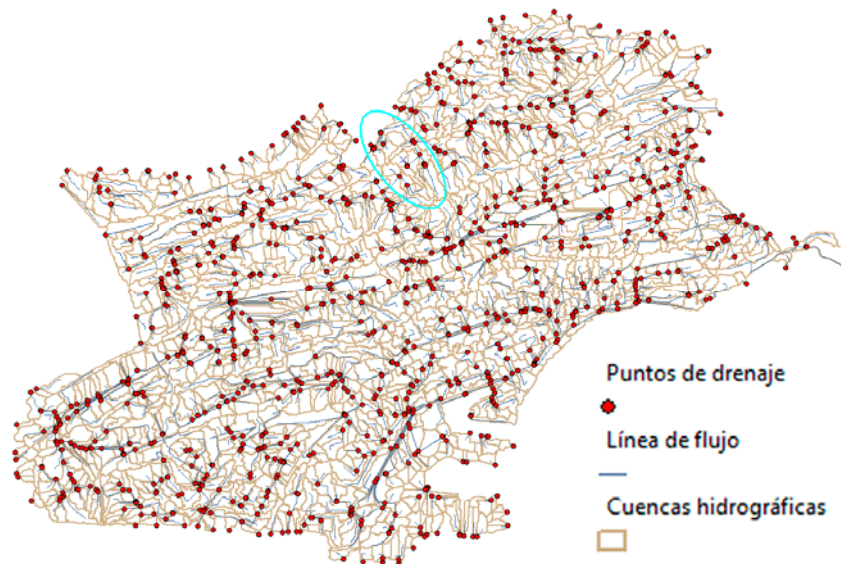 Puntos de drenaje
Línea de flujo
Cuencas hidrográficas